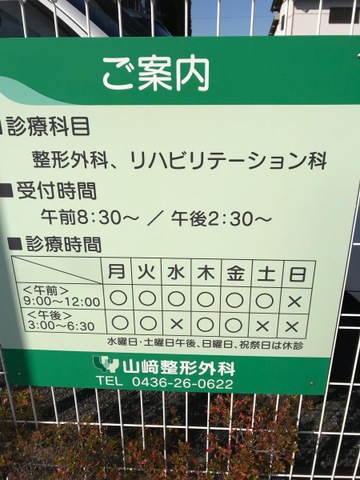 ご案内
■診療科目
整形外科、リハビリテーション科
■受付時間
午前8:30～ ／ 午後2:30～
■診療時間
月 火 水 木 金 土 日
<午前> 9:00～12:00 ○ ○ ○ ○ ○ ○ ×
<午後> 3:00～6:30 ○ ○ × ○ ○ × ×
水曜日・土曜日午後、日曜日、祝祭日は休診
山﨑整形外科
TEL 0436-26-0622